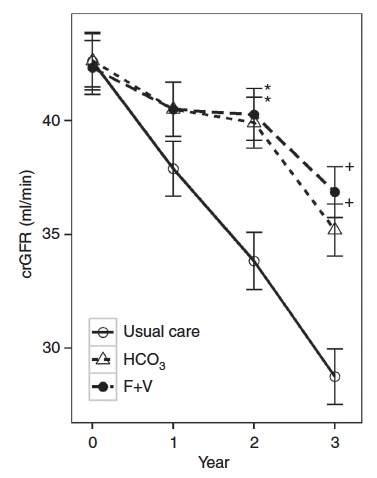 crGFR (ml/min)
40
35
30
*
*
+
+
Usual care
HCO₃
F+V
0 1 2 3
Year